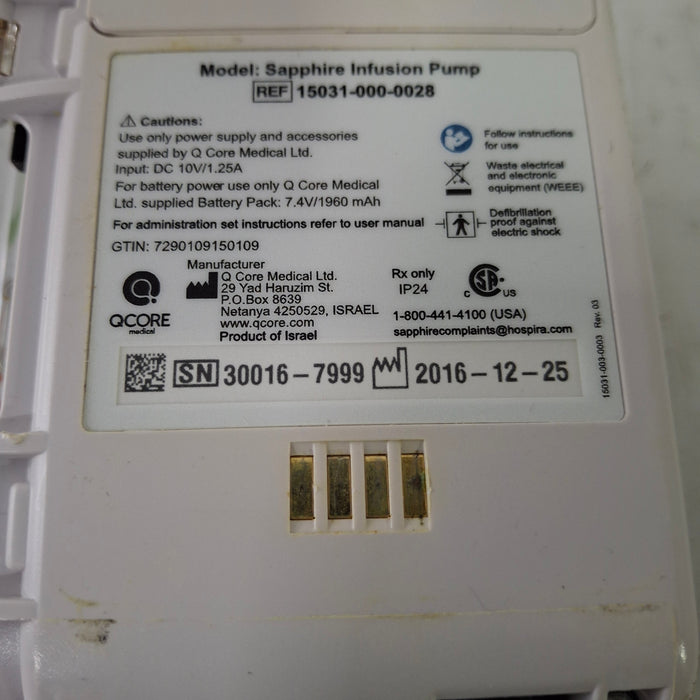 Model: Sapphire Infusion Pump
REF 15031-000-0028
Cautions:
Use only power supply and accessories
supplied by Q Core Medical Ltd.
Input: DC 10V/1.25A
For battery power use only Q Core Medical
Ltd. supplied Battery Pack: 7.4V/1960 mAh
For administration set instructions refer to user manual
GTIN: 7290109150109
Follow instructions
for use
Waste electrical
and electronic
equipment (WEEE)
Defibrillation
proof against
electric shock
QCORE
medical
Manufacturer
Q Core Medical Ltd.
29 Yad Haruzim St.
P.O.Box 8639
Netanya 4250529, ISRAEL
www.qcore.com
Product of Israel
Rx only
IP24
C SA US
1-800-441-4100 (USA)
sapphirecomplaints@hospira.com
SN 30016-7999 2016-12-25
15031-003-0003 Rev. 03